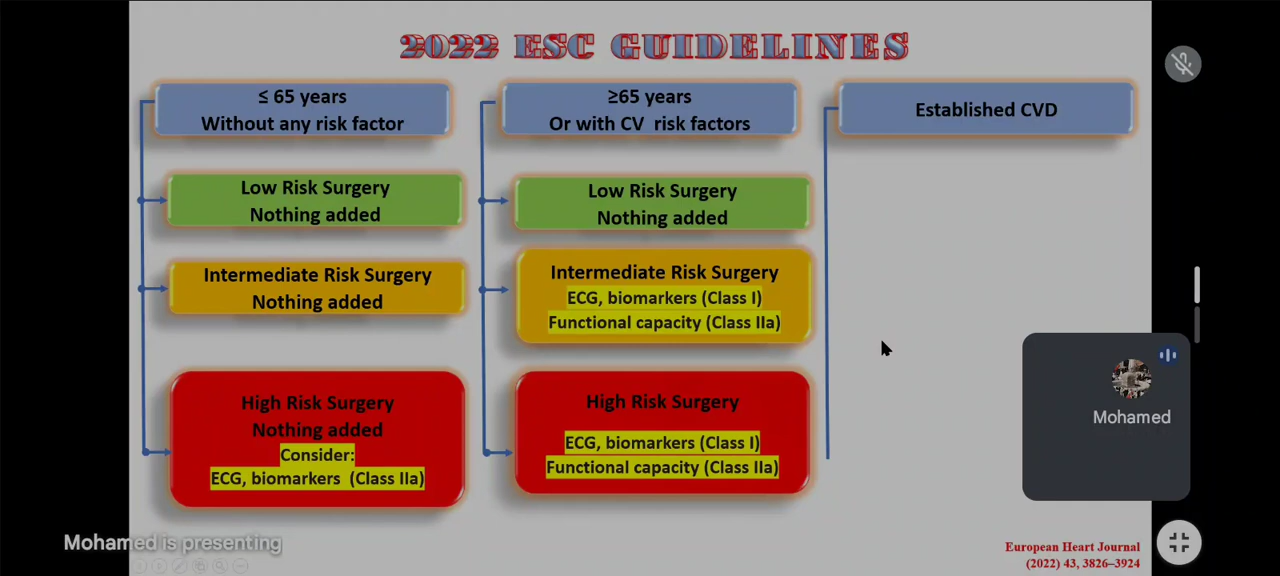 2022 ESC GUIDELINES
≤ 65 years
Without any risk factor
Low Risk Surgery
Nothing added
Intermediate Risk Surgery
Nothing added
High Risk Surgery
Nothing added
Consider:
ECG, biomarkers (Class IIa)
≥65 years
Or with CV risk factors
Low Risk Surgery
Nothing added
Intermediate Risk Surgery
ECG, biomarkers (Class I)
Functional capacity (Class IIa)
High Risk Surgery
ECG, biomarkers (Class I)
Functional capacity (Class IIa)
Established CVD
Mohamed
Mohamed is presenting
European Heart Journal
(2022) 43, 3826–3924